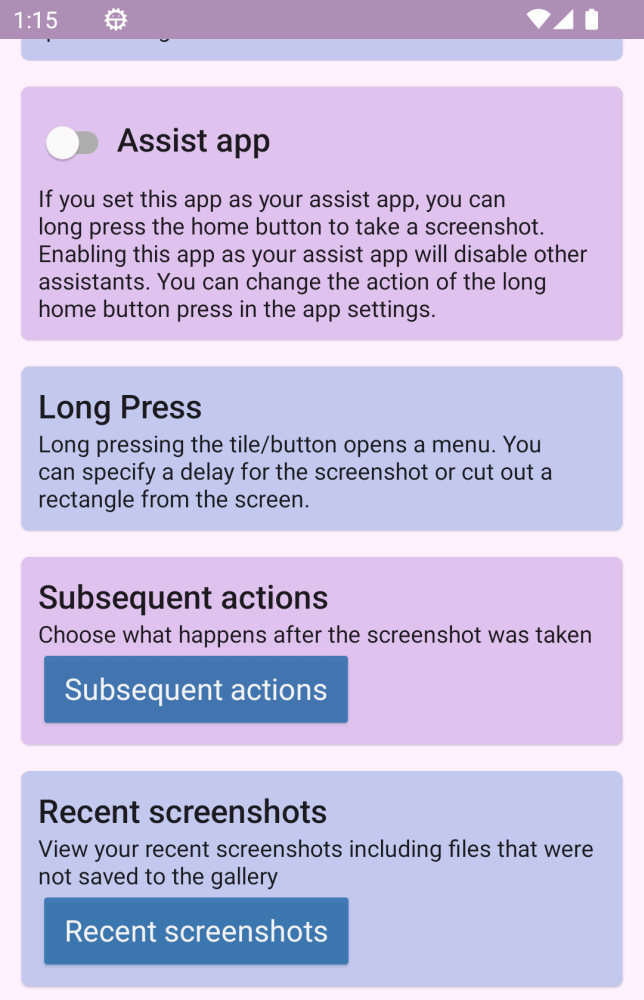 1:15
Assist app
If you set this app as your assist app, you can
long press the home button to take a screenshot.
Enabling this app as your assist app will disable other
assistants. You can change the action of the long
home button press in the app settings.
Long Press
Long pressing the tile/button opens a menu. You
can specify a delay for the screenshot or cut out a
rectangle from the screen.
Subsequent actions
Choose what happens after the screenshot was taken
Subsequent actions
Recent screenshots
View your recent screenshots including files that were
not saved to the gallery
Recent screenshots